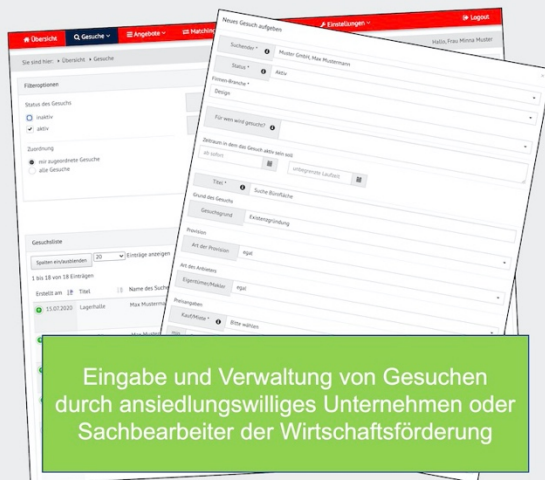 Übersicht
Gesuche
Angebote
Matching
Einstellungen
Logout
Hallo, Frau Minna Muster
Sie sind hier: Übersicht Gesuche
Filteroptionen
Status des Gesuchs
inaktiv
aktiv
Zuordnung
mir zugeordnete Gesuche
alle Gesuche
Gesuchsliste
Spalten ein/ausblenden 20 Einträge anzeigen
1 bis 18 von 18 Einträgen
Erstellt am Titel Name des
15.07.2020 Lagerhalle Max
Neues Gesuch aufgeben
Suchender * Muster GmbH, Max Mustermann
Status * Aktiv
Firmen-Branche *
Design
Für wen wird gesucht?
Zeitraum in dem das Gesuch aktiv sein soll
ab sofort unbegrenzte Laufzeit
Titel * Suche Bürofläche
Grund des Gesuchs
Gesuchsgrund Existenzgründung
Provision
Art der Provision egal
Art des Anbieters
Eigentümer/Makler egal
Preisangaben
Kauf/Miete * Bitte wählen
Eingabe und Verwaltung von Gesuchen
durch ansiedlungswilliges Unternehmen oder
Sachbearbeiter der Wirtschaftsförderung